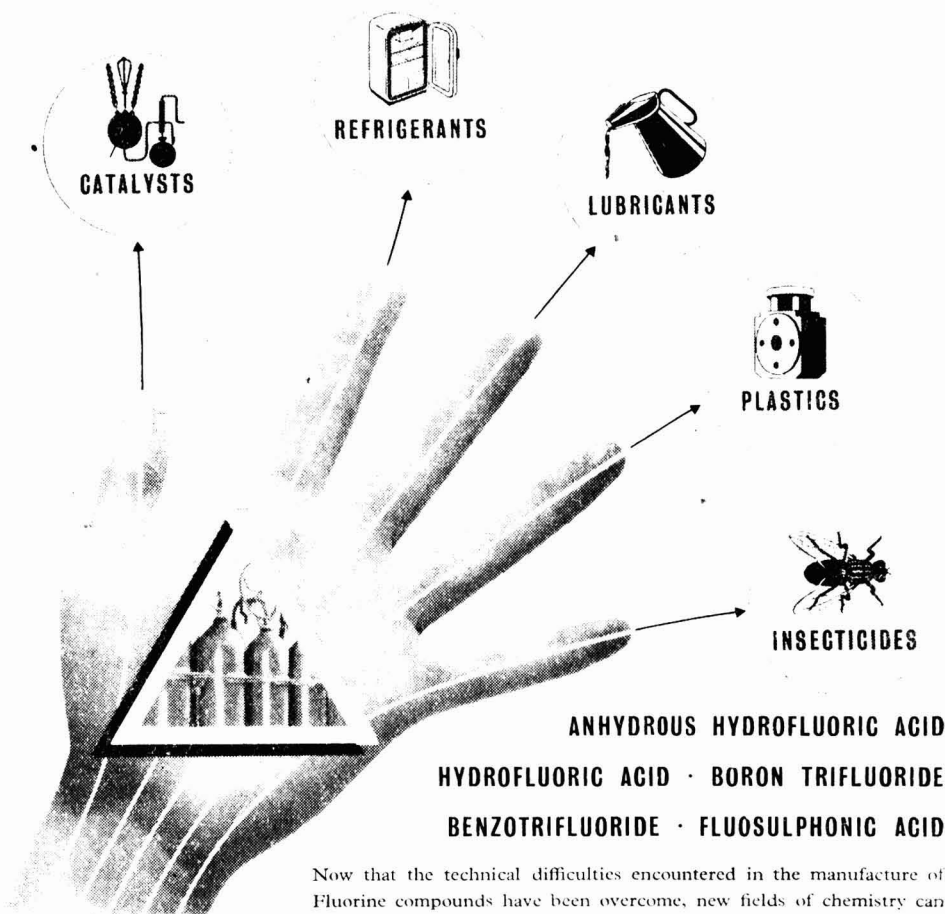 CATALYSTS
REFRIGERANTS
LUBRICANTS
PLASTICS
INSECTICIDES
ANHYDROUS HYDROFLUORIC ACID
HYDROFLUORIC ACID · BORON TRIFLUORIDE
BENZOTRIFLUORIDE · FLUOSULPHONIC ACID
Now that the technical difficulties encountered in the manufacture of
Fluorine compounds have been overcome, new fields of chemistry can